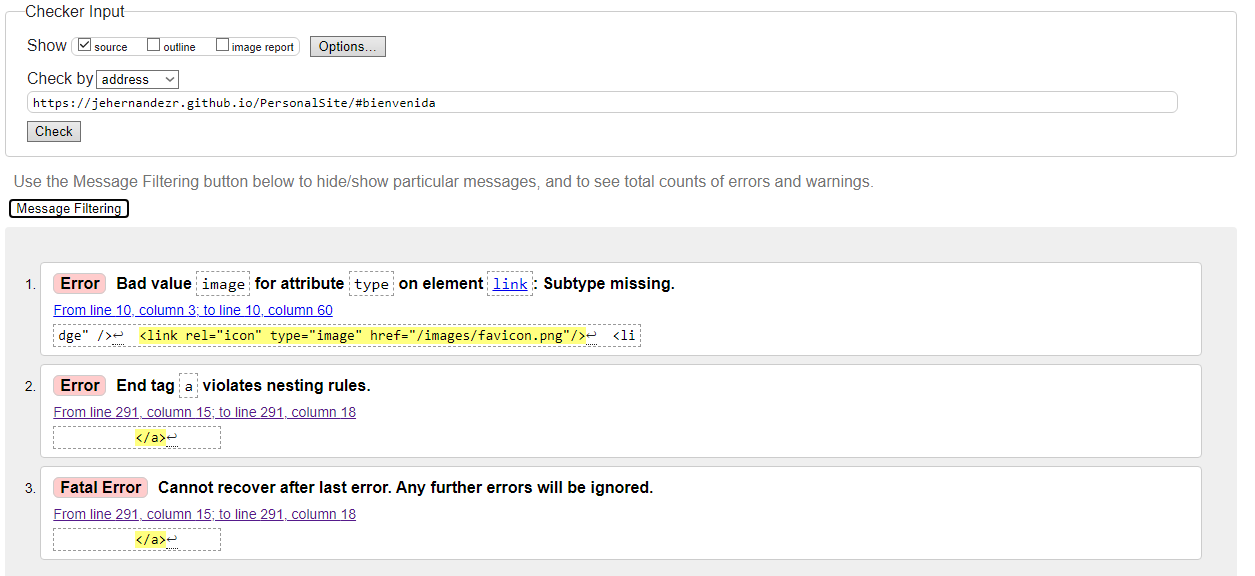 Checker Input
Show source outline image report Options...
Check by address
https://jehernandezr.github.io/PersonalSite/#bienvenida
Check
Use the Message Filtering button below to hide/show particular messages, and to see total counts of errors and warnings.
Message Filtering
1. Error Bad value image for attribute type on element link: Subtype missing.
From line 10, column 3; to line 10, column 60
dge" />↩ <link rel="icon" type="image" href="/images/favicon.png"/>↩ <li
2. Error End tag a violates nesting rules.
From line 291, column 15; to line 291, column 18
</a>↩
3. Fatal Error Cannot recover after last error. Any further errors will be ignored.
From line 291, column 15; to line 291, column 18
</a>↩